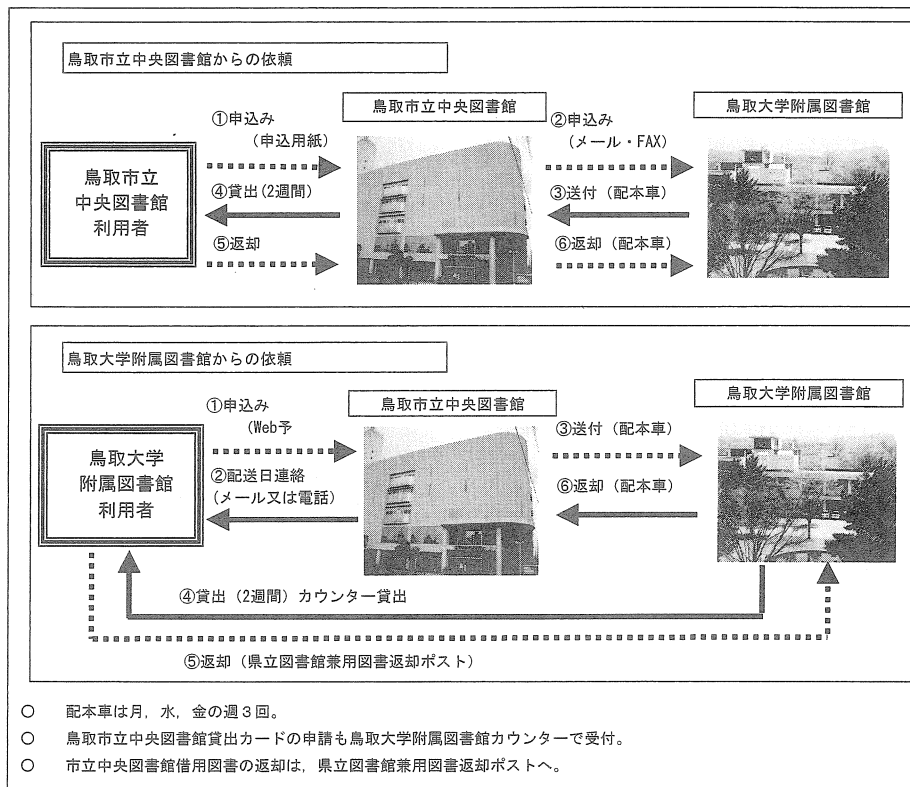 鳥取市立中央図書館からの依頼
鳥取市立中央図書館
鳥取大学附属図書館
①申込み
(申込用紙)
②申込み
(メール・FAX)
鳥取市立
中央図書館
利用者
④貸出(2週間)
③送付(配本車)
⑤返却
⑥返却(配本車)
鳥取大学附属図書館からの依頼
鳥取市立中央図書館
鳥取大学附属図書館
①申込み
(Web予
③送付(配本車)
鳥取大学
附属図書館
利用者
②配送日連絡
(メール又は電話)
⑥返却(配本車)
④貸出(2週間)カウンター貸出
⑤返却(県立図書館兼用図書返却ポスト)
○ 配本車は月,水,金の週3回。
○ 鳥取市立中央図書館貸出カードの申請も鳥取大学附属図書館カウンターで受付。
○ 市立中央図書館借用図書の返却は,県立図書館兼用図書返却ポストへ。